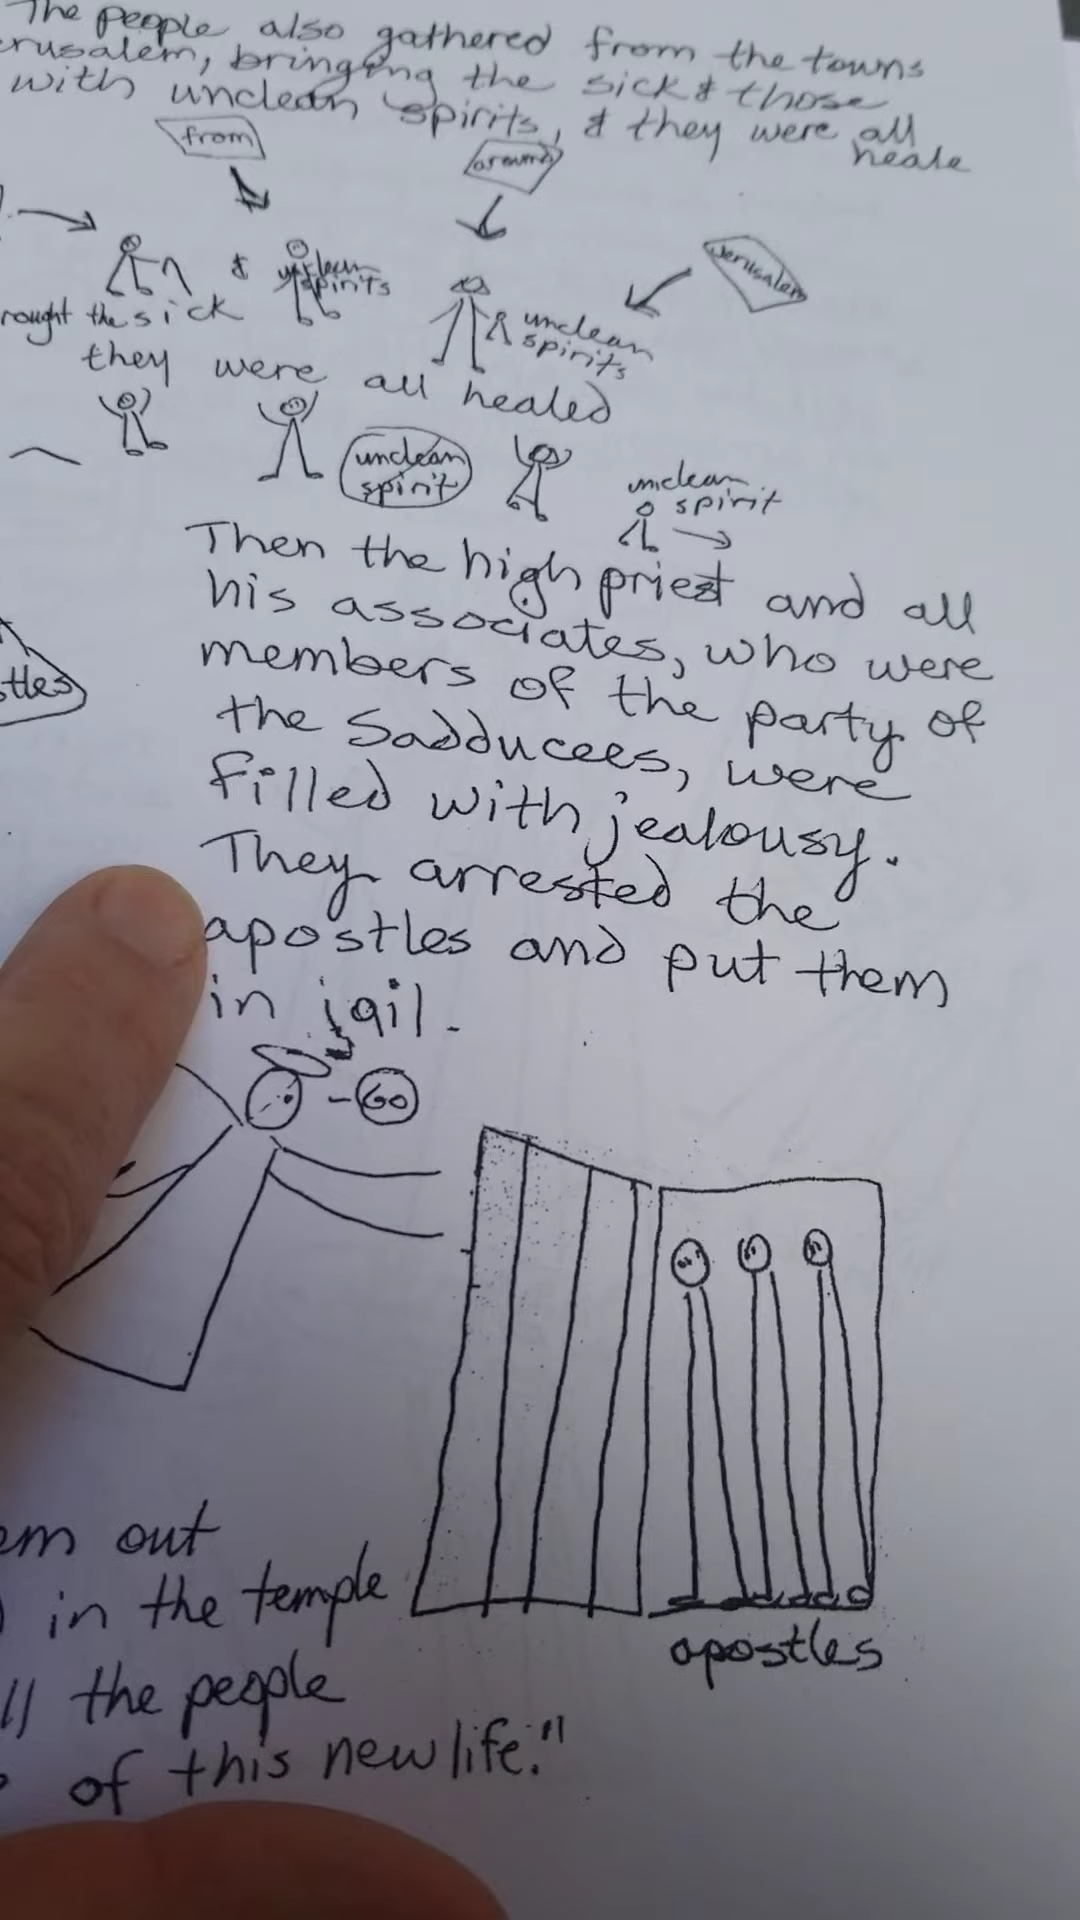 The people also gathered from the towns
erusalem, bringing the sick & those
with unclean spirits, & they were all
heale
from
around
Jerusalem
& unclean
spirits
rought the sick
unclean
spirits
they were all healed
unclean
spirit
unclean
spirit
Then the high priest and all
his associates, who were
members of the party of
the Sadducees, were
filled with jealousy.
They arrested the
apostles and put them
in jail.
stles
- GO
em out
in the temple
ll the people
of this new life."
apostles